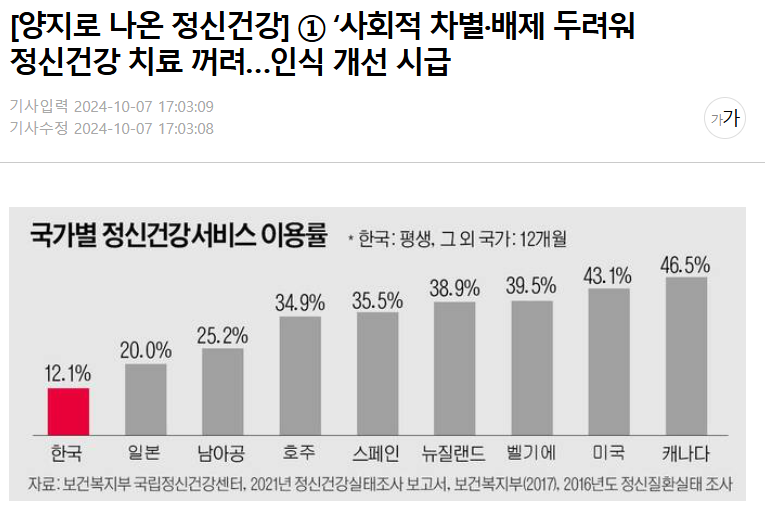 [양지로 나온 정신건강] ① ‘사회적 차별·배제 두려워
정신건강 치료 꺼려…인식 개선 시급
기사입력 2024-10-07 17:03:09
기사수정 2024-10-07 17:03:08
가가
국가별 정신건강서비스 이용률 * 한국: 평생, 그 외 국가: 12개월
12.1% 20.0% 25.2% 34.9% 35.5% 38.9% 39.5% 43.1% 46.5%
한국 일본 남아공 호주 스페인 뉴질랜드 벨기에 미국 캐나다
자료: 보건복지부 국립정신건강센터, 2021년 정신건강실태조사 보고서, 보건복지부(2017), 2016년도 정신질환실태 조사